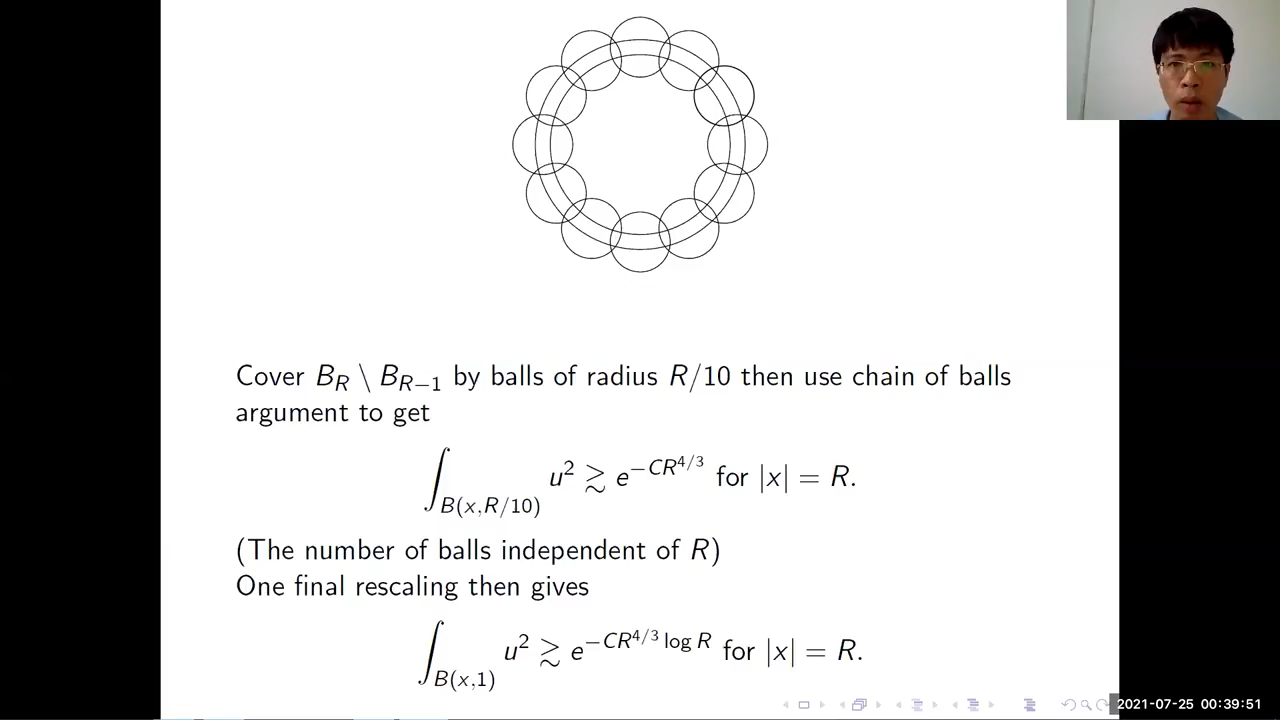 Cover B_R \ B_{R−1} by balls of radius R/10 then use chain of balls
argument to get
∫_{B(x,R/10)} u² ≳ e^{−CR^{4/3}} for |x| = R.
(The number of balls independent of R)
One final rescaling then gives
∫_{B(x,1)} u² ≳ e^{−CR^{4/3} log R} for |x| = R.
2021-07-25 00:39:51